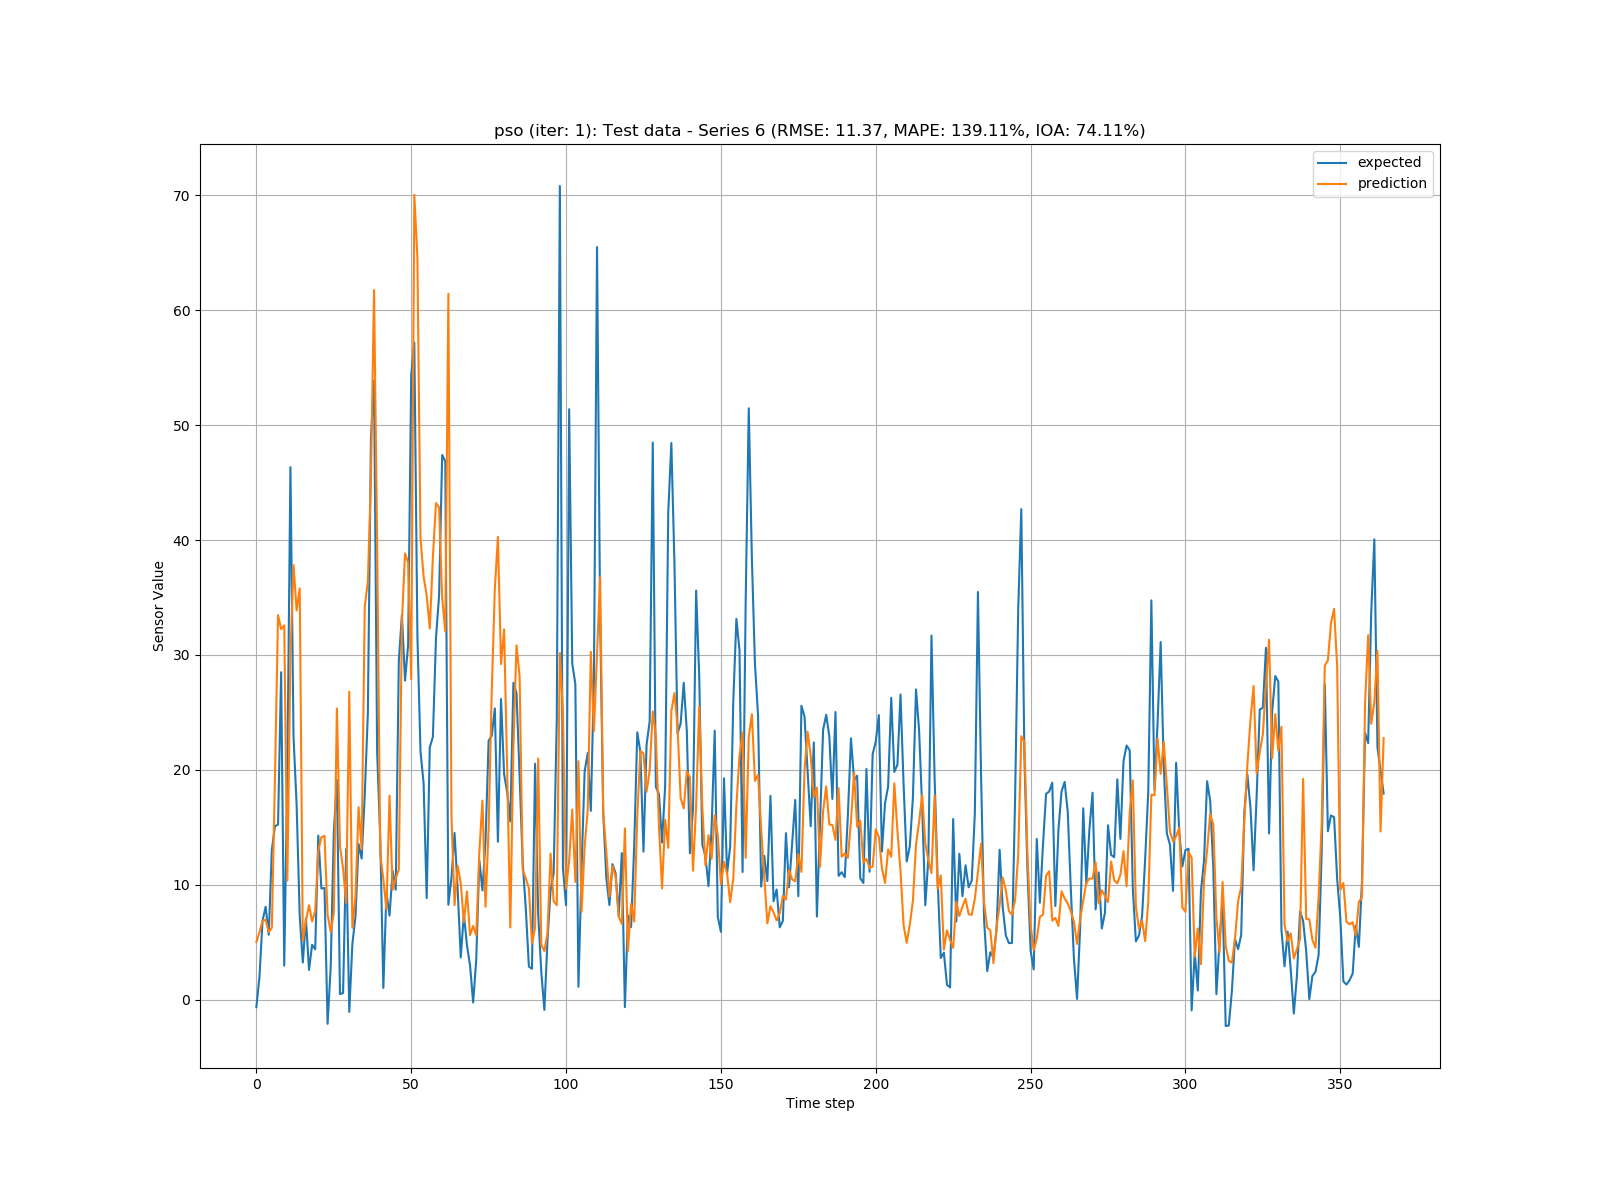 pso (iter: 1): Test data - Series 6 (RMSE: 11.37, MAPE: 139.11%, IOA: 74.11%)
expected
prediction
70
60
50
40
30
20
10
0
Sensor Value
0 50 100 150 200 250 300 350
Time step